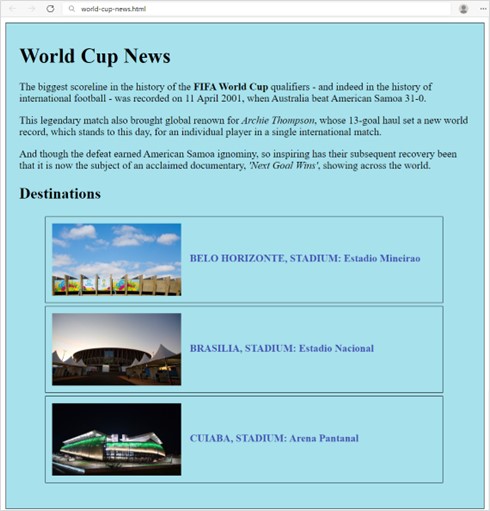 world-cup-news.html
World Cup News
The biggest scoreline in the history of the FIFA World Cup qualifiers - and indeed in the history of
international football - was recorded on 11 April 2001, when Australia beat American Samoa 31-0.
This legendary match also brought global renown for Archie Thompson, whose 13-goal haul set a new world
record, which stands to this day, for an individual player in a single international match.
And though the defeat earned American Samoa ignominy, so inspiring has their subsequent recovery been
that it is now the subject of an acclaimed documentary, 'Next Goal Wins', showing across the world.
Destinations
BELO HORIZONTE, STADIUM: Estadio Mineirao
BRASILIA, STADIUM: Estadio Nacional
CUIABA, STADIUM: Arena Pantanal